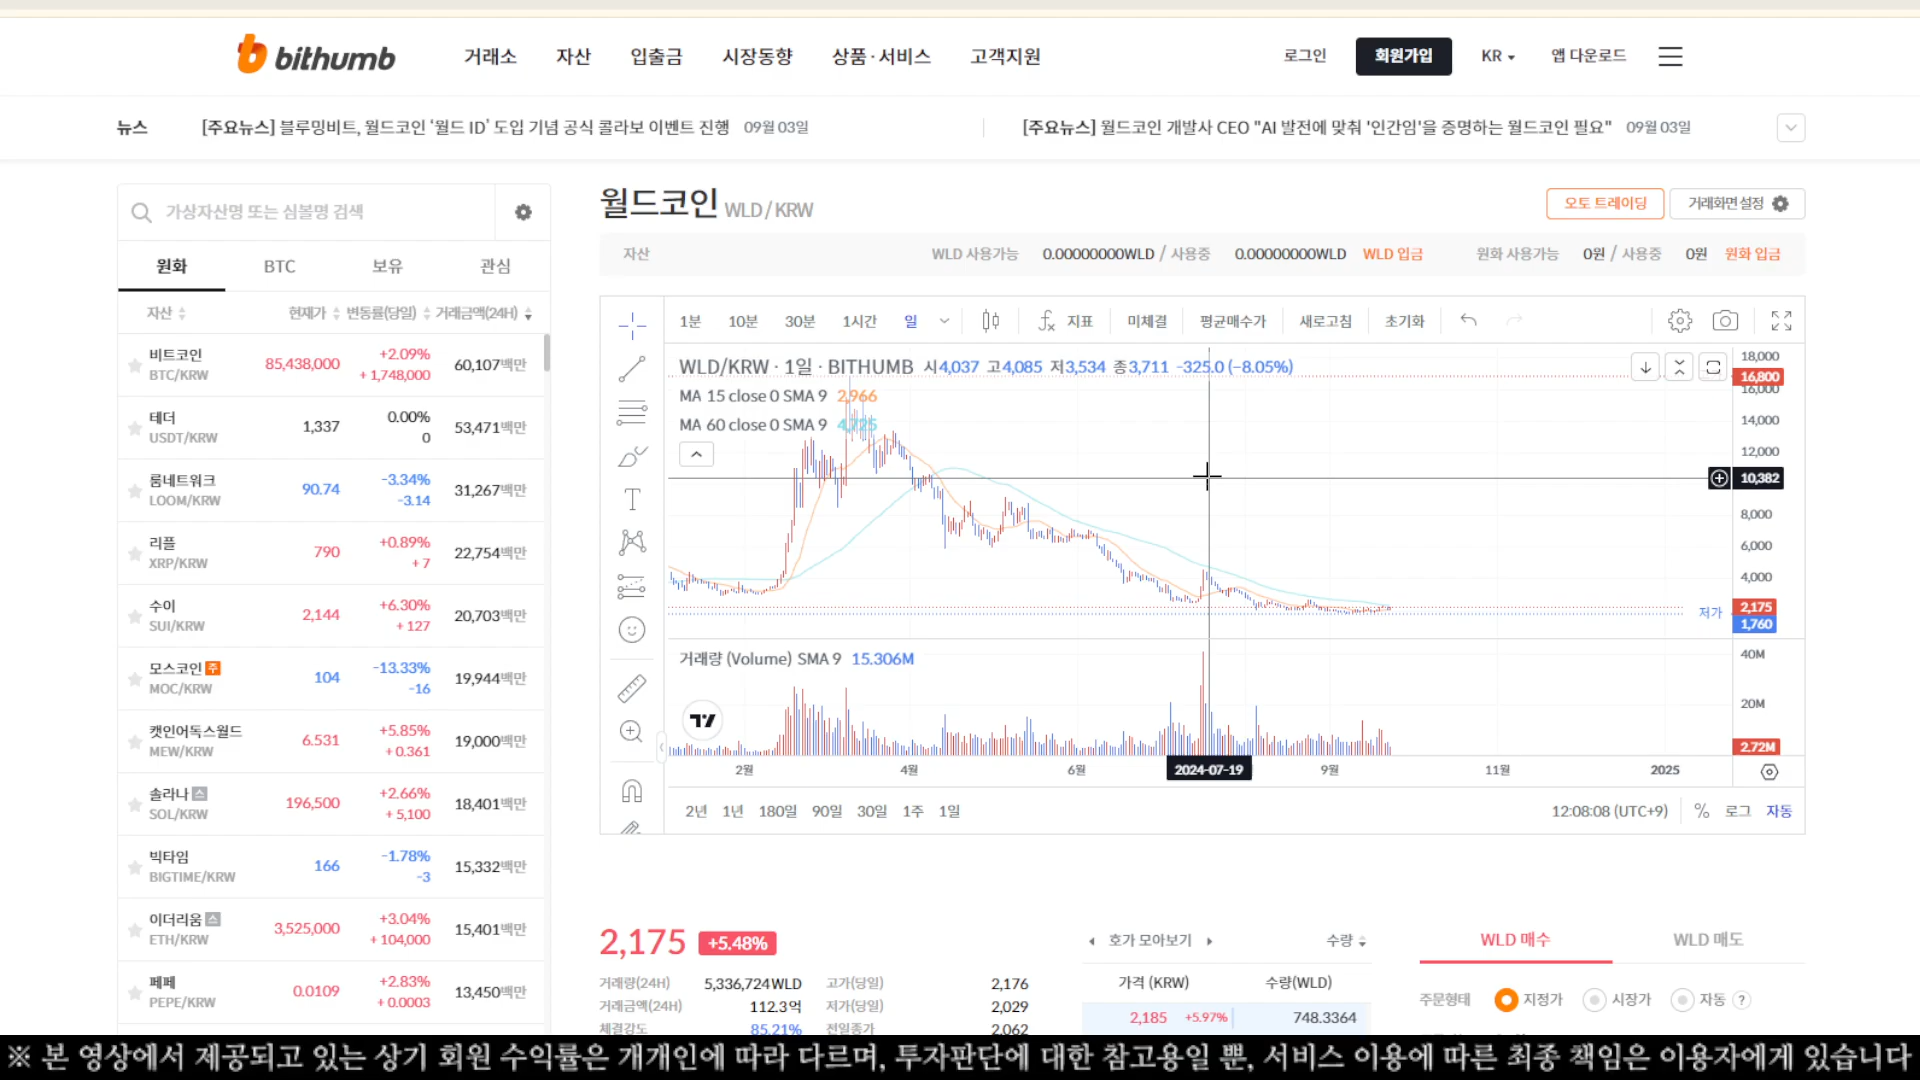 bithumb 거래소 자산 입출금 시장동향 상품·서비스 고객지원 로그인 회원가입 KR 앱 다운로드
뉴스 [주요뉴스] 블루밍비트, 월드코인 '월드 ID' 도입 기념 공식 콜라보 이벤트 진행 09월 03일 [주요뉴스] 월드코인 개발사 CEO "AI 발전에 맞춰 '인간임'을 증명하는 월드코인 필요" 09월 03일
가상자산명 또는 심볼명 검색
원화 BTC 보유 관심
자산 현재가 변동률(당일) 거래금액(24H)
비트코인 85,438,000 +2.09% 60,107백만
BTC/KRW +1,748,000
테더 1,337 0.00% 53,471백만
USDT/KRW 0
룸네트워크 90.74 -3.34% 31,267백만
LOOM/KRW -3.14
리플 790 +0.89% 22,754백만
XRP/KRW +7
수이 2,144 +6.30% 20,703백만
SUI/KRW +127
모스코인 주 104 -13.33% 19,944백만
MOC/KRW -16
캣인어독스월드 6.531 +5.85% 19,000백만
MEW/KRW +0.361
솔라나 스 196,500 +2.66% 18,401백만
SOL/KRW +5,100
빅타임 166 -1.78% 15,332백만
BIGTIME/KRW -3
이더리움 스 3,525,000 +3.04% 15,401백만
ETH/KRW +104,000
페페 0.0109 +2.83% 13,450백만
PEPE/KRW +0.0003
월드코인 WLD/KRW 오토 트레이딩 거래화면 설정
자산 WLD 사용가능 0.00000000WLD / 사용중 0.00000000WLD WLD 입금 원화 사용가능 0원 / 사용중 0원 원화 입금
1분 10분 30분 1시간 일 지표 미체결 평균매수가 새로고침 초기화
WLD/KRW · 1일 · BITHUMB 시4,037 고4,085 저3,534 종3,711 -325.0 (-8.05%)
MA 15 close 0 SMA 9 2,966
MA 60 close 0 SMA 9 4,725
18,000
16,800
16,000
14,000
12,000
10,382
8,000
6,000
4,000
2,175
저가 1,760
거래량 (Volume) SMA 9 15.306M
40M
20M
2.72M
2월 4월 6월 2024-07-19 9월 11월 2025
2년 1년 180일 90일 30일 1주 1일 12:08:08 (UTC+9) % 로그 자동
2,175 +5.48%
거래량(24H) 5,336,724WLD 고가(당일) 2,176
거래금액(24H) 112.3억 저가(당일) 2,029
체결강도 85.21% 전일종가 2,062
호가 모아보기 수량
가격 (KRW) 수량(WLD)
2,185 +5.97% 748.3364
WLD 매수 WLD 매도
주문형태 지정가 시장가 자동 ?
※ 본 영상에서 제공되고 있는 상기 회원 수익률은 개개인에 따라 다르며, 투자판단에 대한 참고용일 뿐, 서비스 이용에 따른 최종 책임은 이용자에게 있습니다